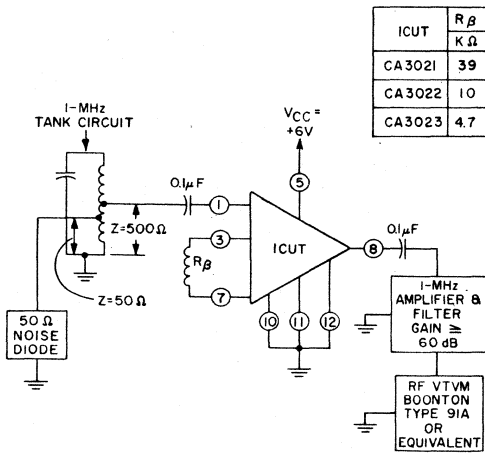 ICUT
Rβ
KΩ
CA3021 39
CA3022 10
CA3023 4.7
1-MHz
TANK CIRCUIT
VCC =
+6V
5
0.1μF
1
Z=500Ω
3
Rβ
7
ICUT
8
0.1μF
10
11
12
Z=50Ω
50 Ω
NOISE
DIODE
1-MHz
AMPLIFIER &
FILTER
GAIN ≥
60 dB
RF VTVM
BOONTON
TYPE 91A
OR
EQUIVALENT